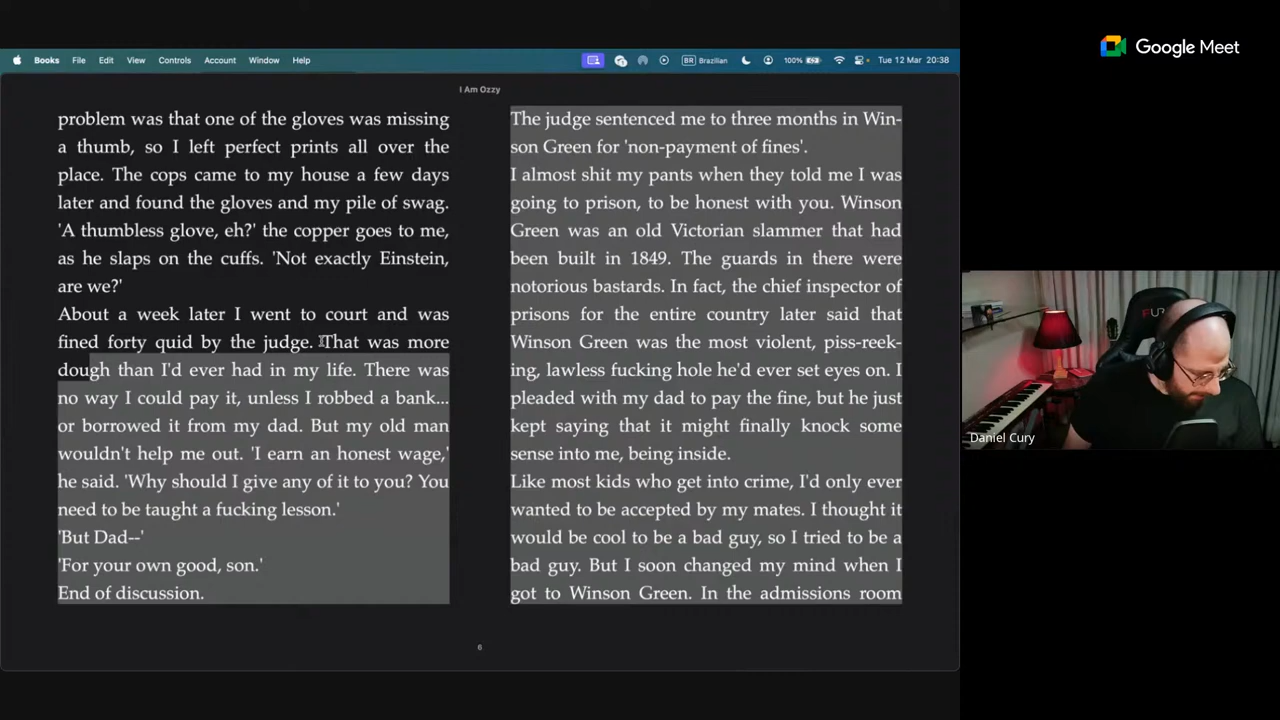 Books File Edit View Controls Account Window Help BR Brazilian 100% Tue 12 Mar 20:38
Google Meet
I Am Ozzy
problem was that one of the gloves was missing
a thumb, so I left perfect prints all over the
place. The cops came to my house a few days
later and found the gloves and my pile of swag.
'A thumbless glove, eh?' the copper goes to me,
as he slaps on the cuffs. 'Not exactly Einstein,
are we?'
About a week later I went to court and was
fined forty quid by the judge. That was more
dough than I'd ever had in my life. There was
no way I could pay it, unless I robbed a bank...
or borrowed it from my dad. But my old man
wouldn't help me out. 'I earn an honest wage,'
he said. 'Why should I give any of it to you? You
need to be taught a fucking lesson.'
'But Dad--'
'For your own good, son.'
End of discussion.
The judge sentenced me to three months in Win-
son Green for 'non-payment of fines'.
I almost shit my pants when they told me I was
going to prison, to be honest with you. Winson
Green was an old Victorian slammer that had
been built in 1849. The guards in there were
notorious bastards. In fact, the chief inspector of
prisons for the entire country later said that
Winson Green was the most violent, piss-reek-
ing, lawless fucking hole he'd ever set eyes on. I
pleaded with my dad to pay the fine, but he just
kept saying that it might finally knock some
sense into me, being inside.
Like most kids who get into crime, I'd only ever
wanted to be accepted by my mates. I thought it
would be cool to be a bad guy, so I tried to be a
bad guy. But I soon changed my mind when I
got to Winson Green. In the admissions room
6
Daniel Cury